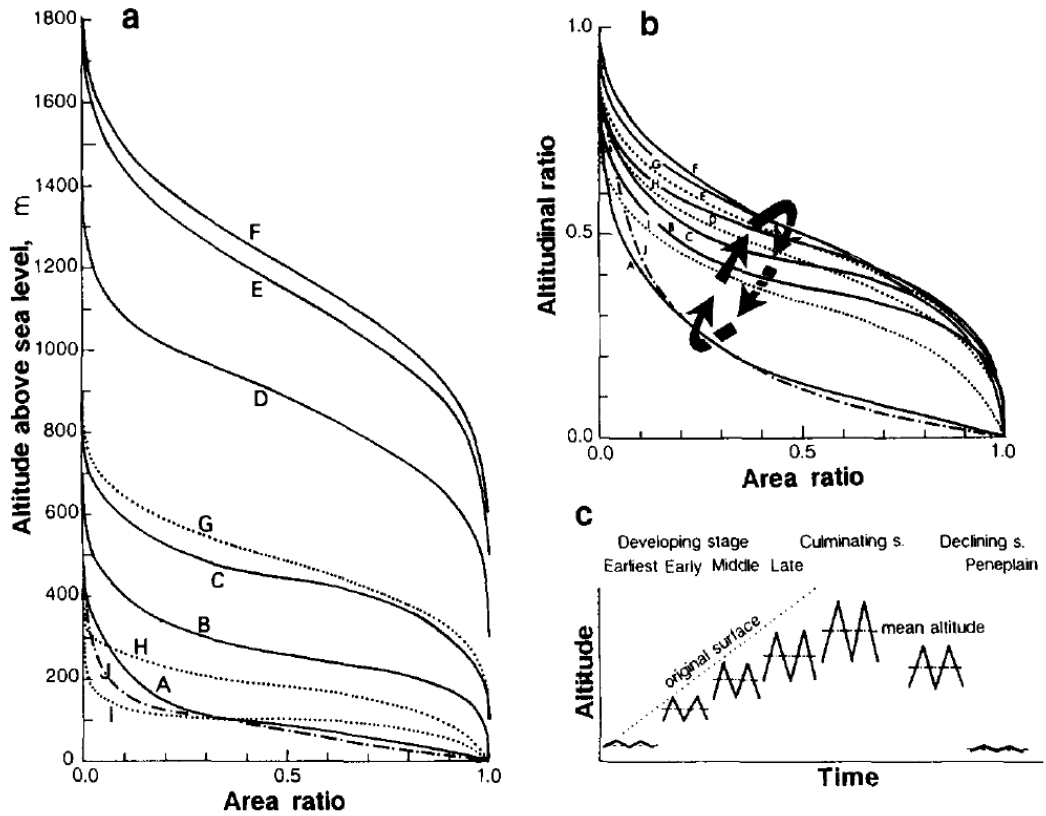 a
1800
1600
1400
1200
1000
800
600
400
200
0
Altitude above sea level, m
F
E
D
G
C
B
H
J
A
I
0.0
0.5
1.0
Area ratio
b
1.0
0.5
0.0
Altitudinal ratio
F
G
E
H
D
I
B
C
J
A
0.0
0.5
1.0
Area ratio
c
Developing stage Culminating s. Declining s.
Earliest Early Middle Late Peneplain
original surface
mean altitude
Altitude
Time